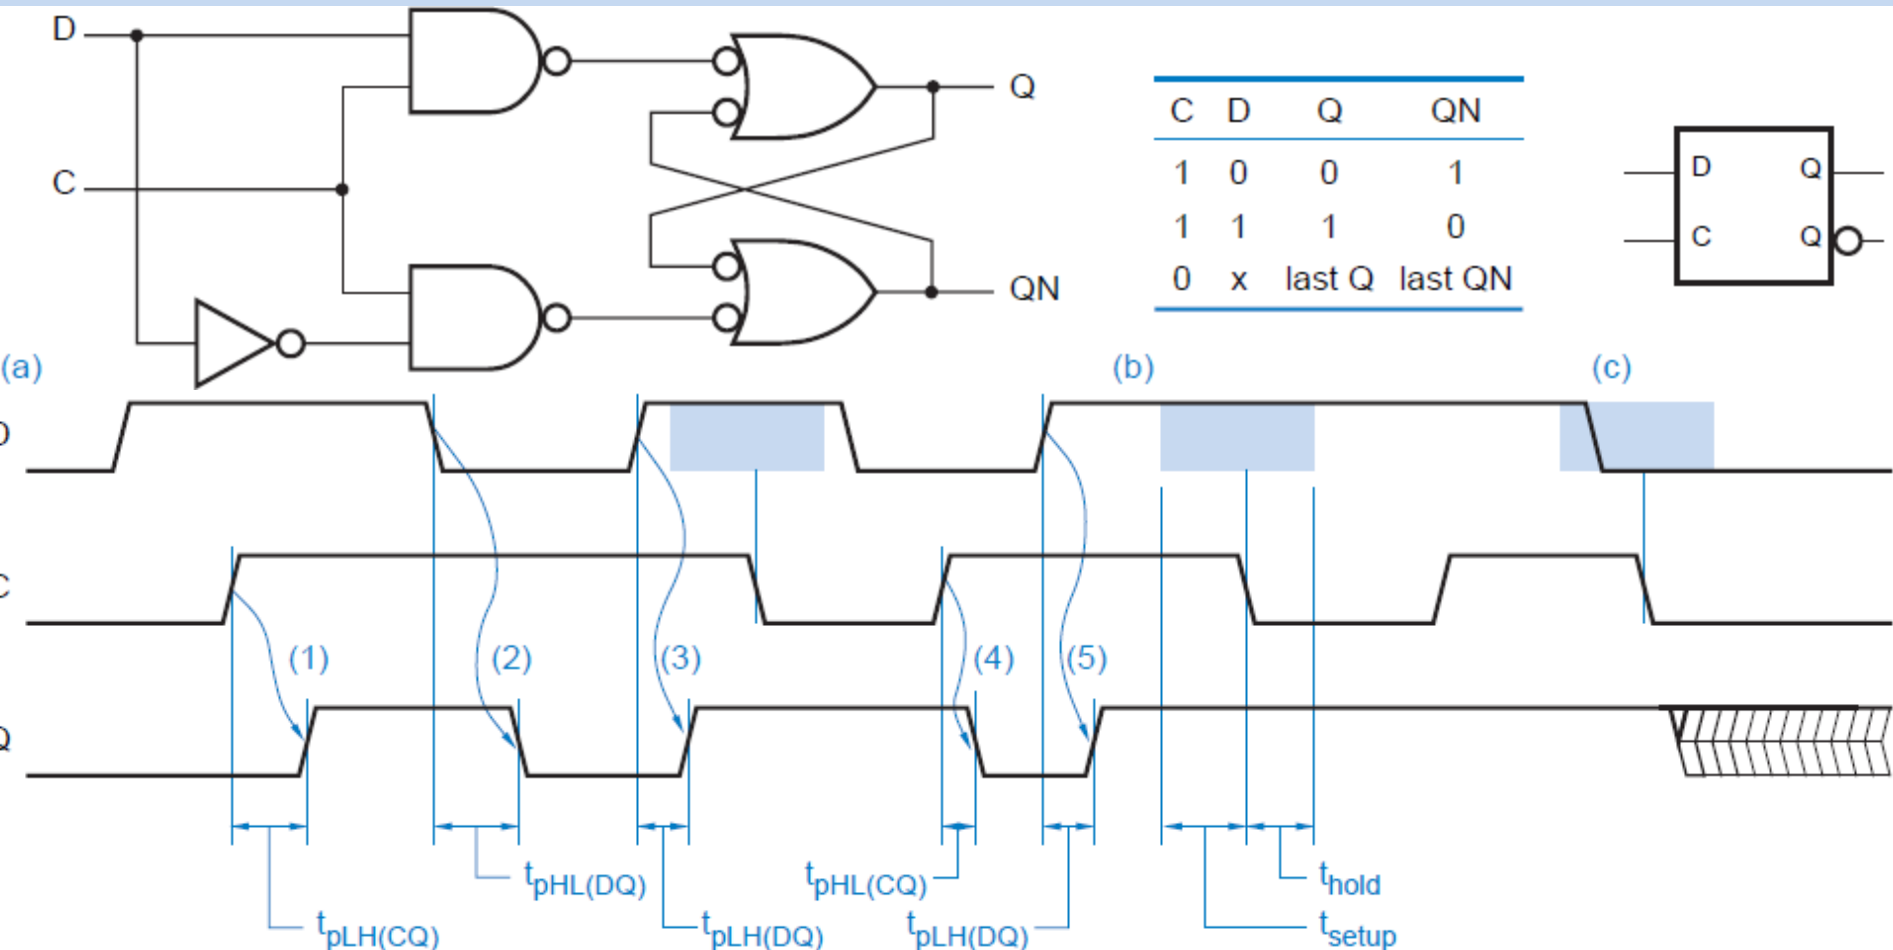 D
C
Q
QN
C D Q QN
1 0 0 1
1 1 1 0
0 x last Q last QN
D Q
C Q
(a)
(b)
(c)
D
C
(1)
(2)
(3)
(4)
(5)
Q
tpHL(DQ)
tpHL(CQ)
thold
tpLH(CQ)
tpLH(DQ)
tpLH(DQ)
tsetup